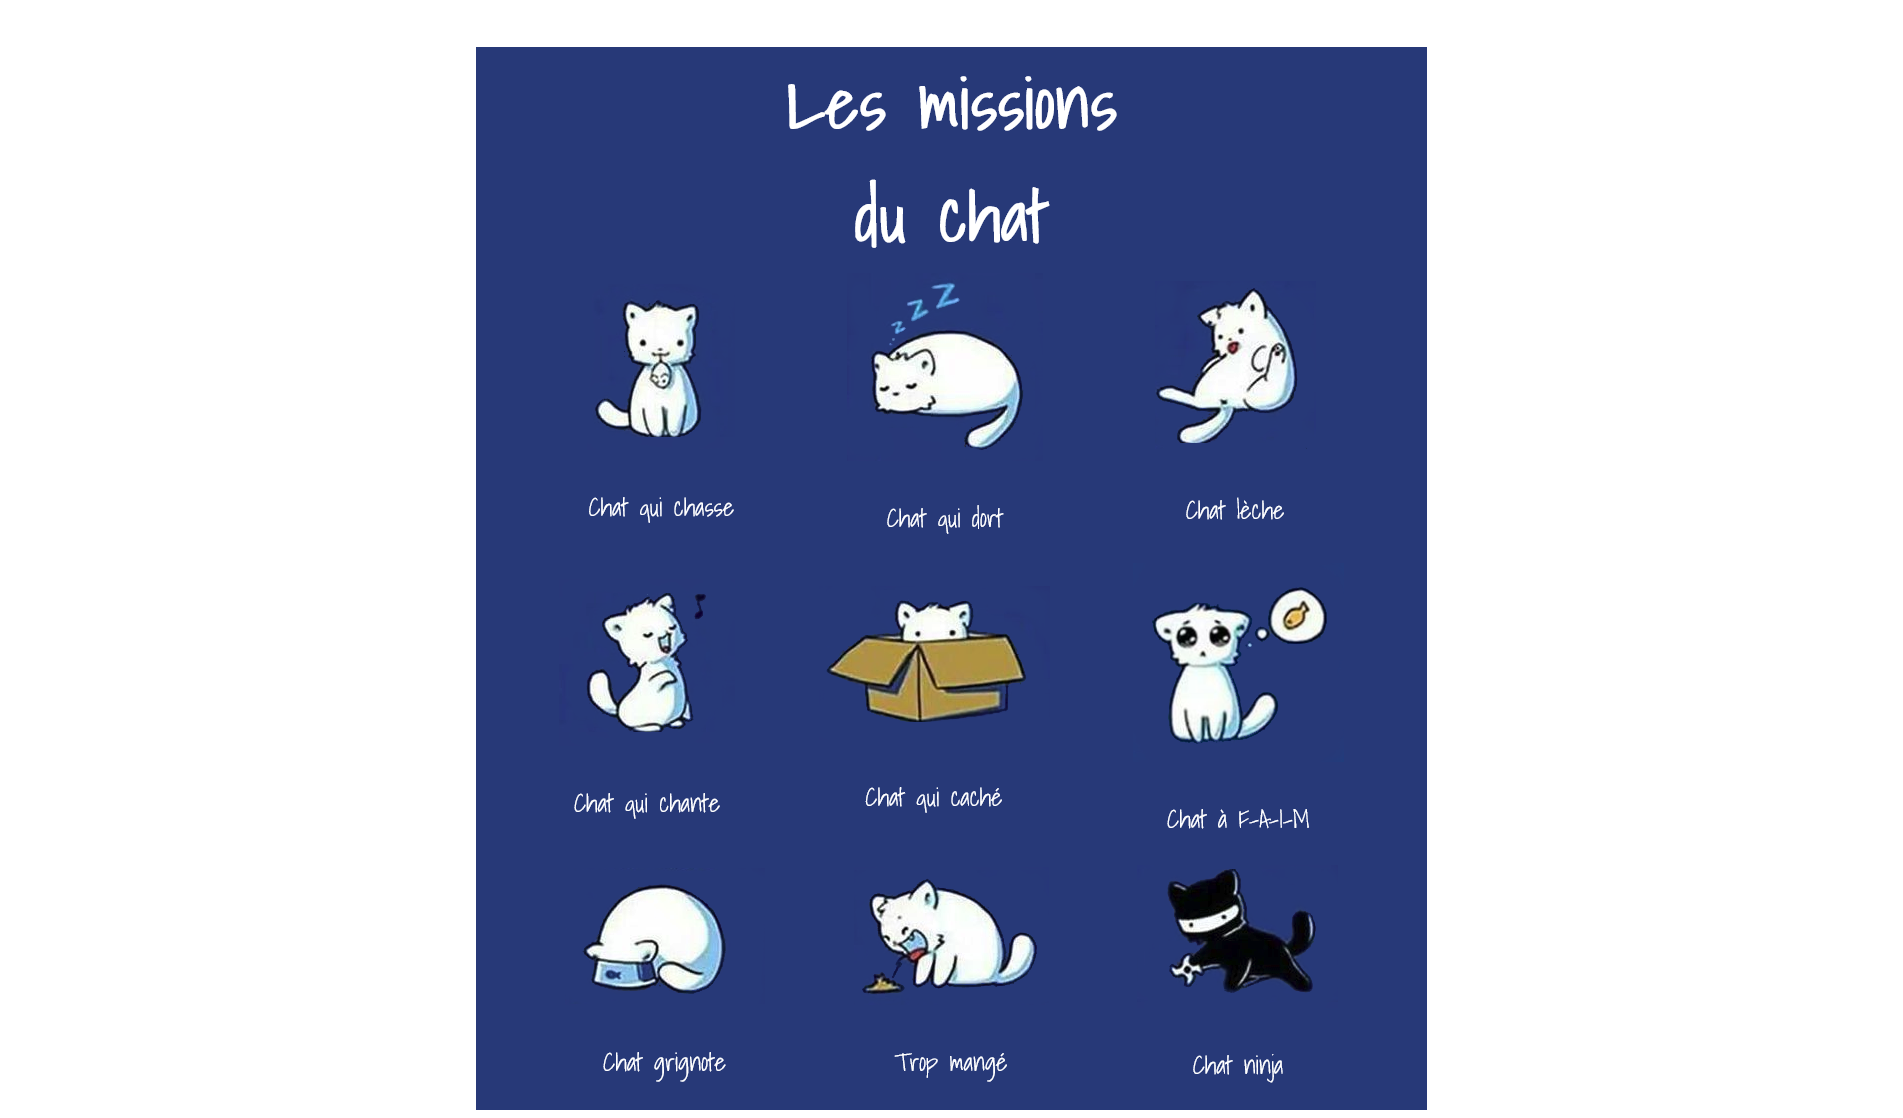 Les missions
du chat
z z Z
Chat qui chasse
Chat qui dort
Chat lèche
Chat qui chante
Chat qui caché
Chat à F-A-I-M
Chat grignote
Trop mangé
Chat ninja